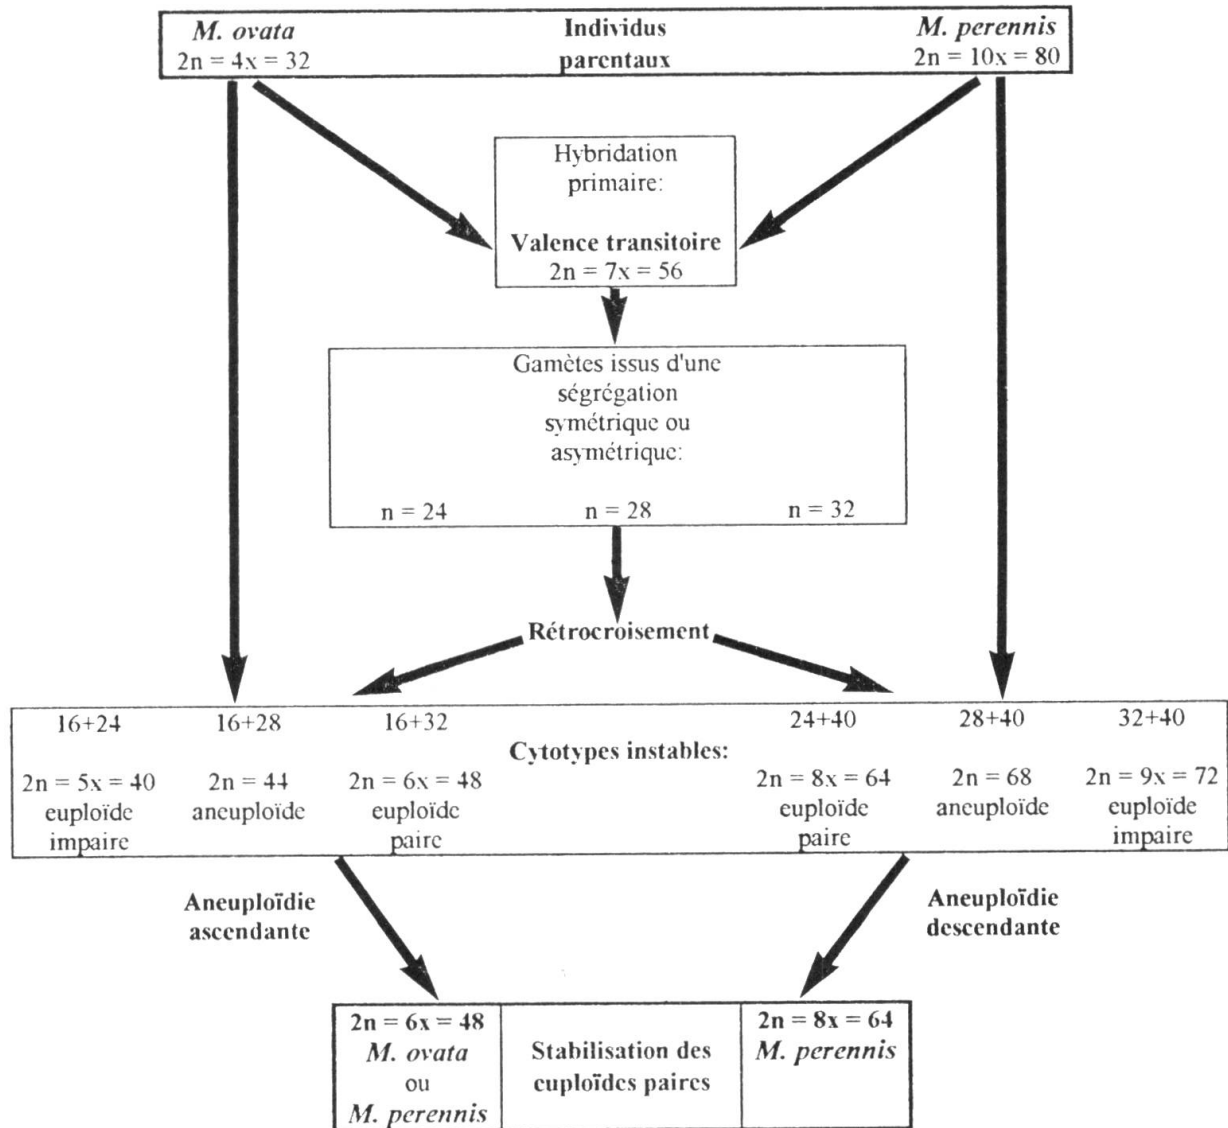 M. ovata
2n = 4x = 32
Individus
parentaux
M. perennis
2n = 10x = 80
Hybridation
primaire:
Valence transitoire
2n = 7x = 56
Gamètes issus d'une
ségrégation
symétrique ou
asymétrique:
n = 24 n = 28 n = 32
Rétrocroisement
16+24 16+28 16+32 24+40 28+40 32+40
Cytotypes instables:
2n = 5x = 40 2n = 44 2n = 6x = 48 2n = 8x = 64 2n = 68 2n = 9x = 72
euploïde aneuploïde euploïde euploïde aneuploïde euploïde
impaire paire paire impaire
Aneuploïdie
ascendante
Aneuploïdie
descendante
2n = 6x = 48
M. ovata
ou
M. perennis
Stabilisation des
euploïdes paires
2n = 8x = 64
M. perennis